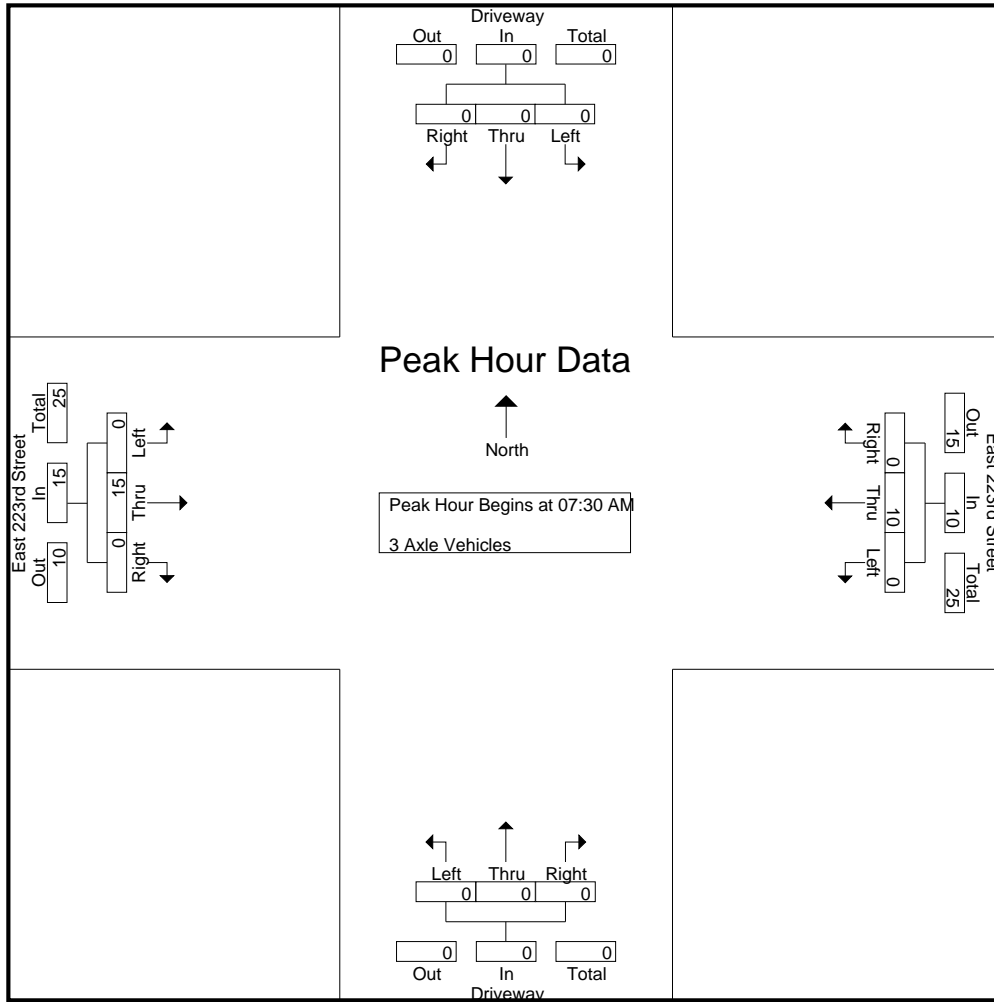 Driveway
Out In Total
0 0 0
0 0 0
Right Thru Left
Peak Hour Data
North
Peak Hour Begins at 07:30 AM
3 Axle Vehicles
East 223rd Street
Total In Out
25 15 10
0 15 0
Left Thru Right
East 223rd Street
Out In Total
15 10 25
0 10 0
Right Thru Left
Left Thru Right
0 0 0
0 0 0
Out In Total
Driveway